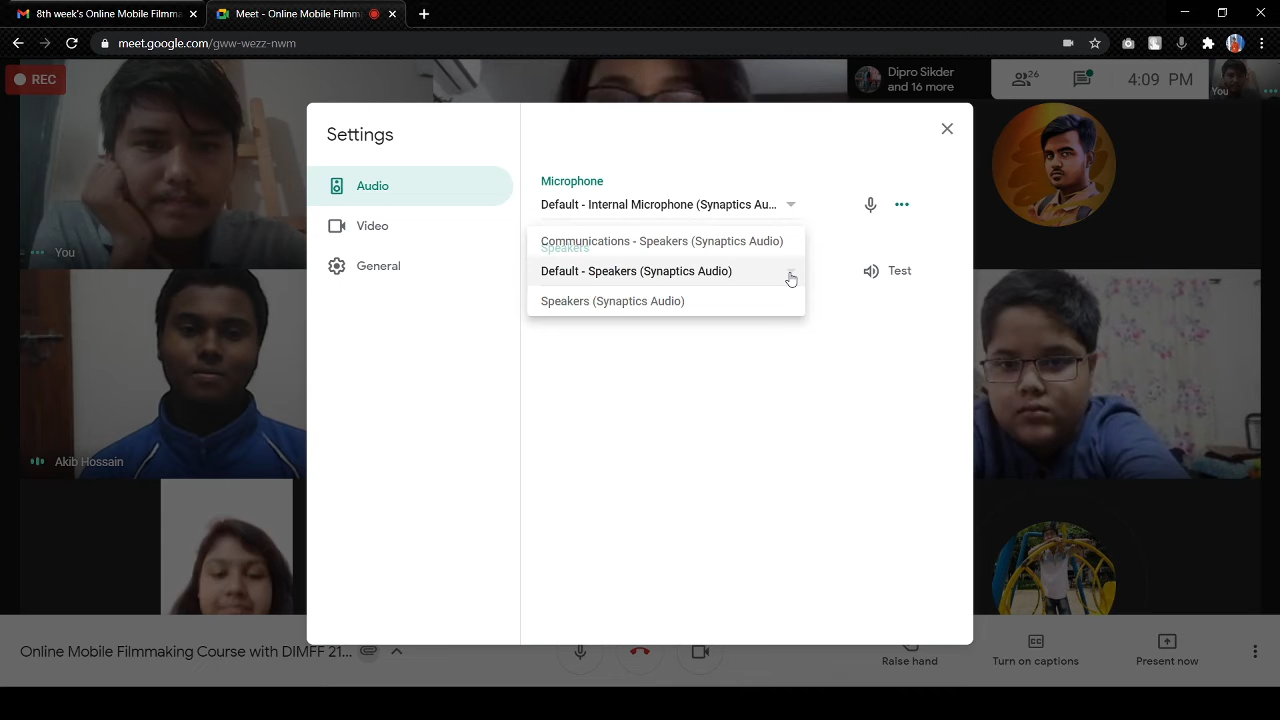 8th week's Online Mobile Filmma
Meet - Online Mobile Filmm
meet.google.com/gww-wezz-nwm
REC
Dipro Sikder
and 16 more
26
4:09 PM
You
Settings
Audio
Video
General
Microphone
Default - Internal Microphone (Synaptics Au...
Speakers
Communications - Speakers (Synaptics Audio)
Default - Speakers (Synaptics Audio)
Speakers (Synaptics Audio)
Test
You
Akib Hossain
Online Mobile Filmmaking Course with DIMFF 21...
Raise hand
Turn on captions
Present now